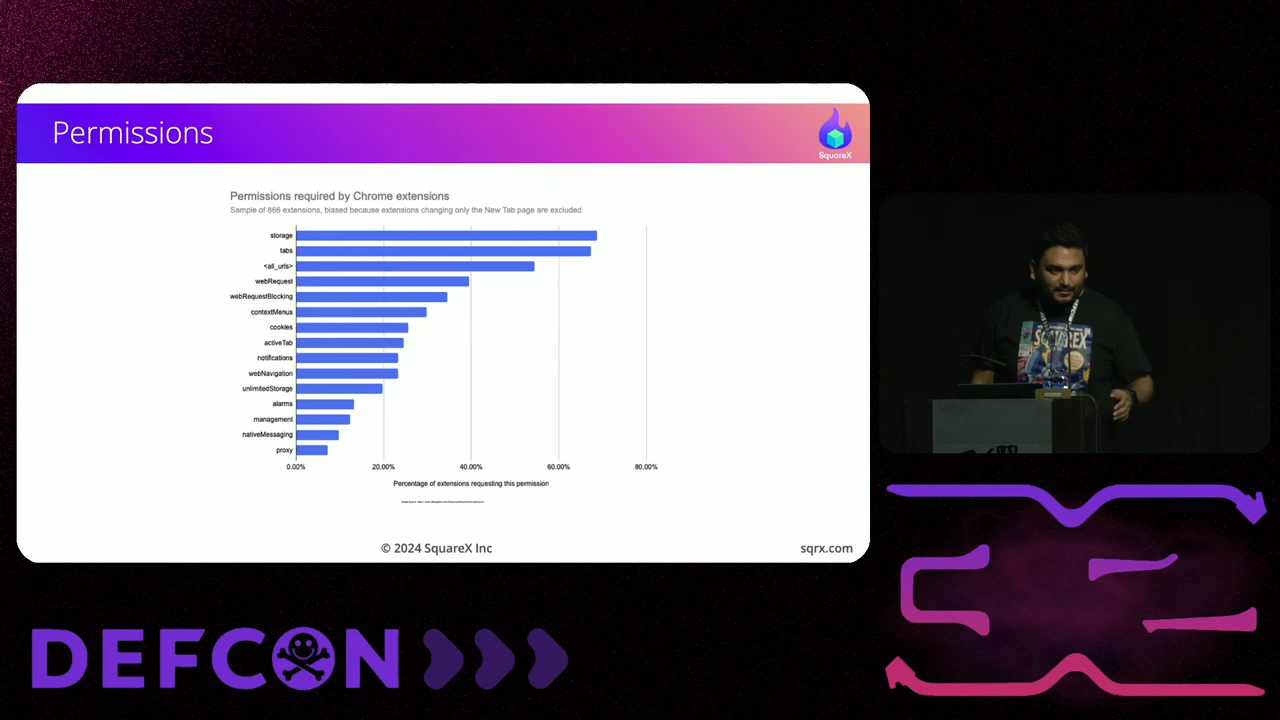 Permissions
SquareX
Permissions required by Chrome extensions
Sample of 866 extensions, biased because extensions changing only the New Tab page are excluded
storage
tabs
<all_urls>
webRequest
webRequestBlocking
contextMenus
cookies
activeTab
notifications
webNavigation
unlimitedStorage
alarms
management
nativeMessaging
proxy
0.00% 20.00% 40.00% 60.00% 80.00%
Percentage of extensions requesting this permission
© 2024 SquareX Inc
sqrx.com
DEFCON